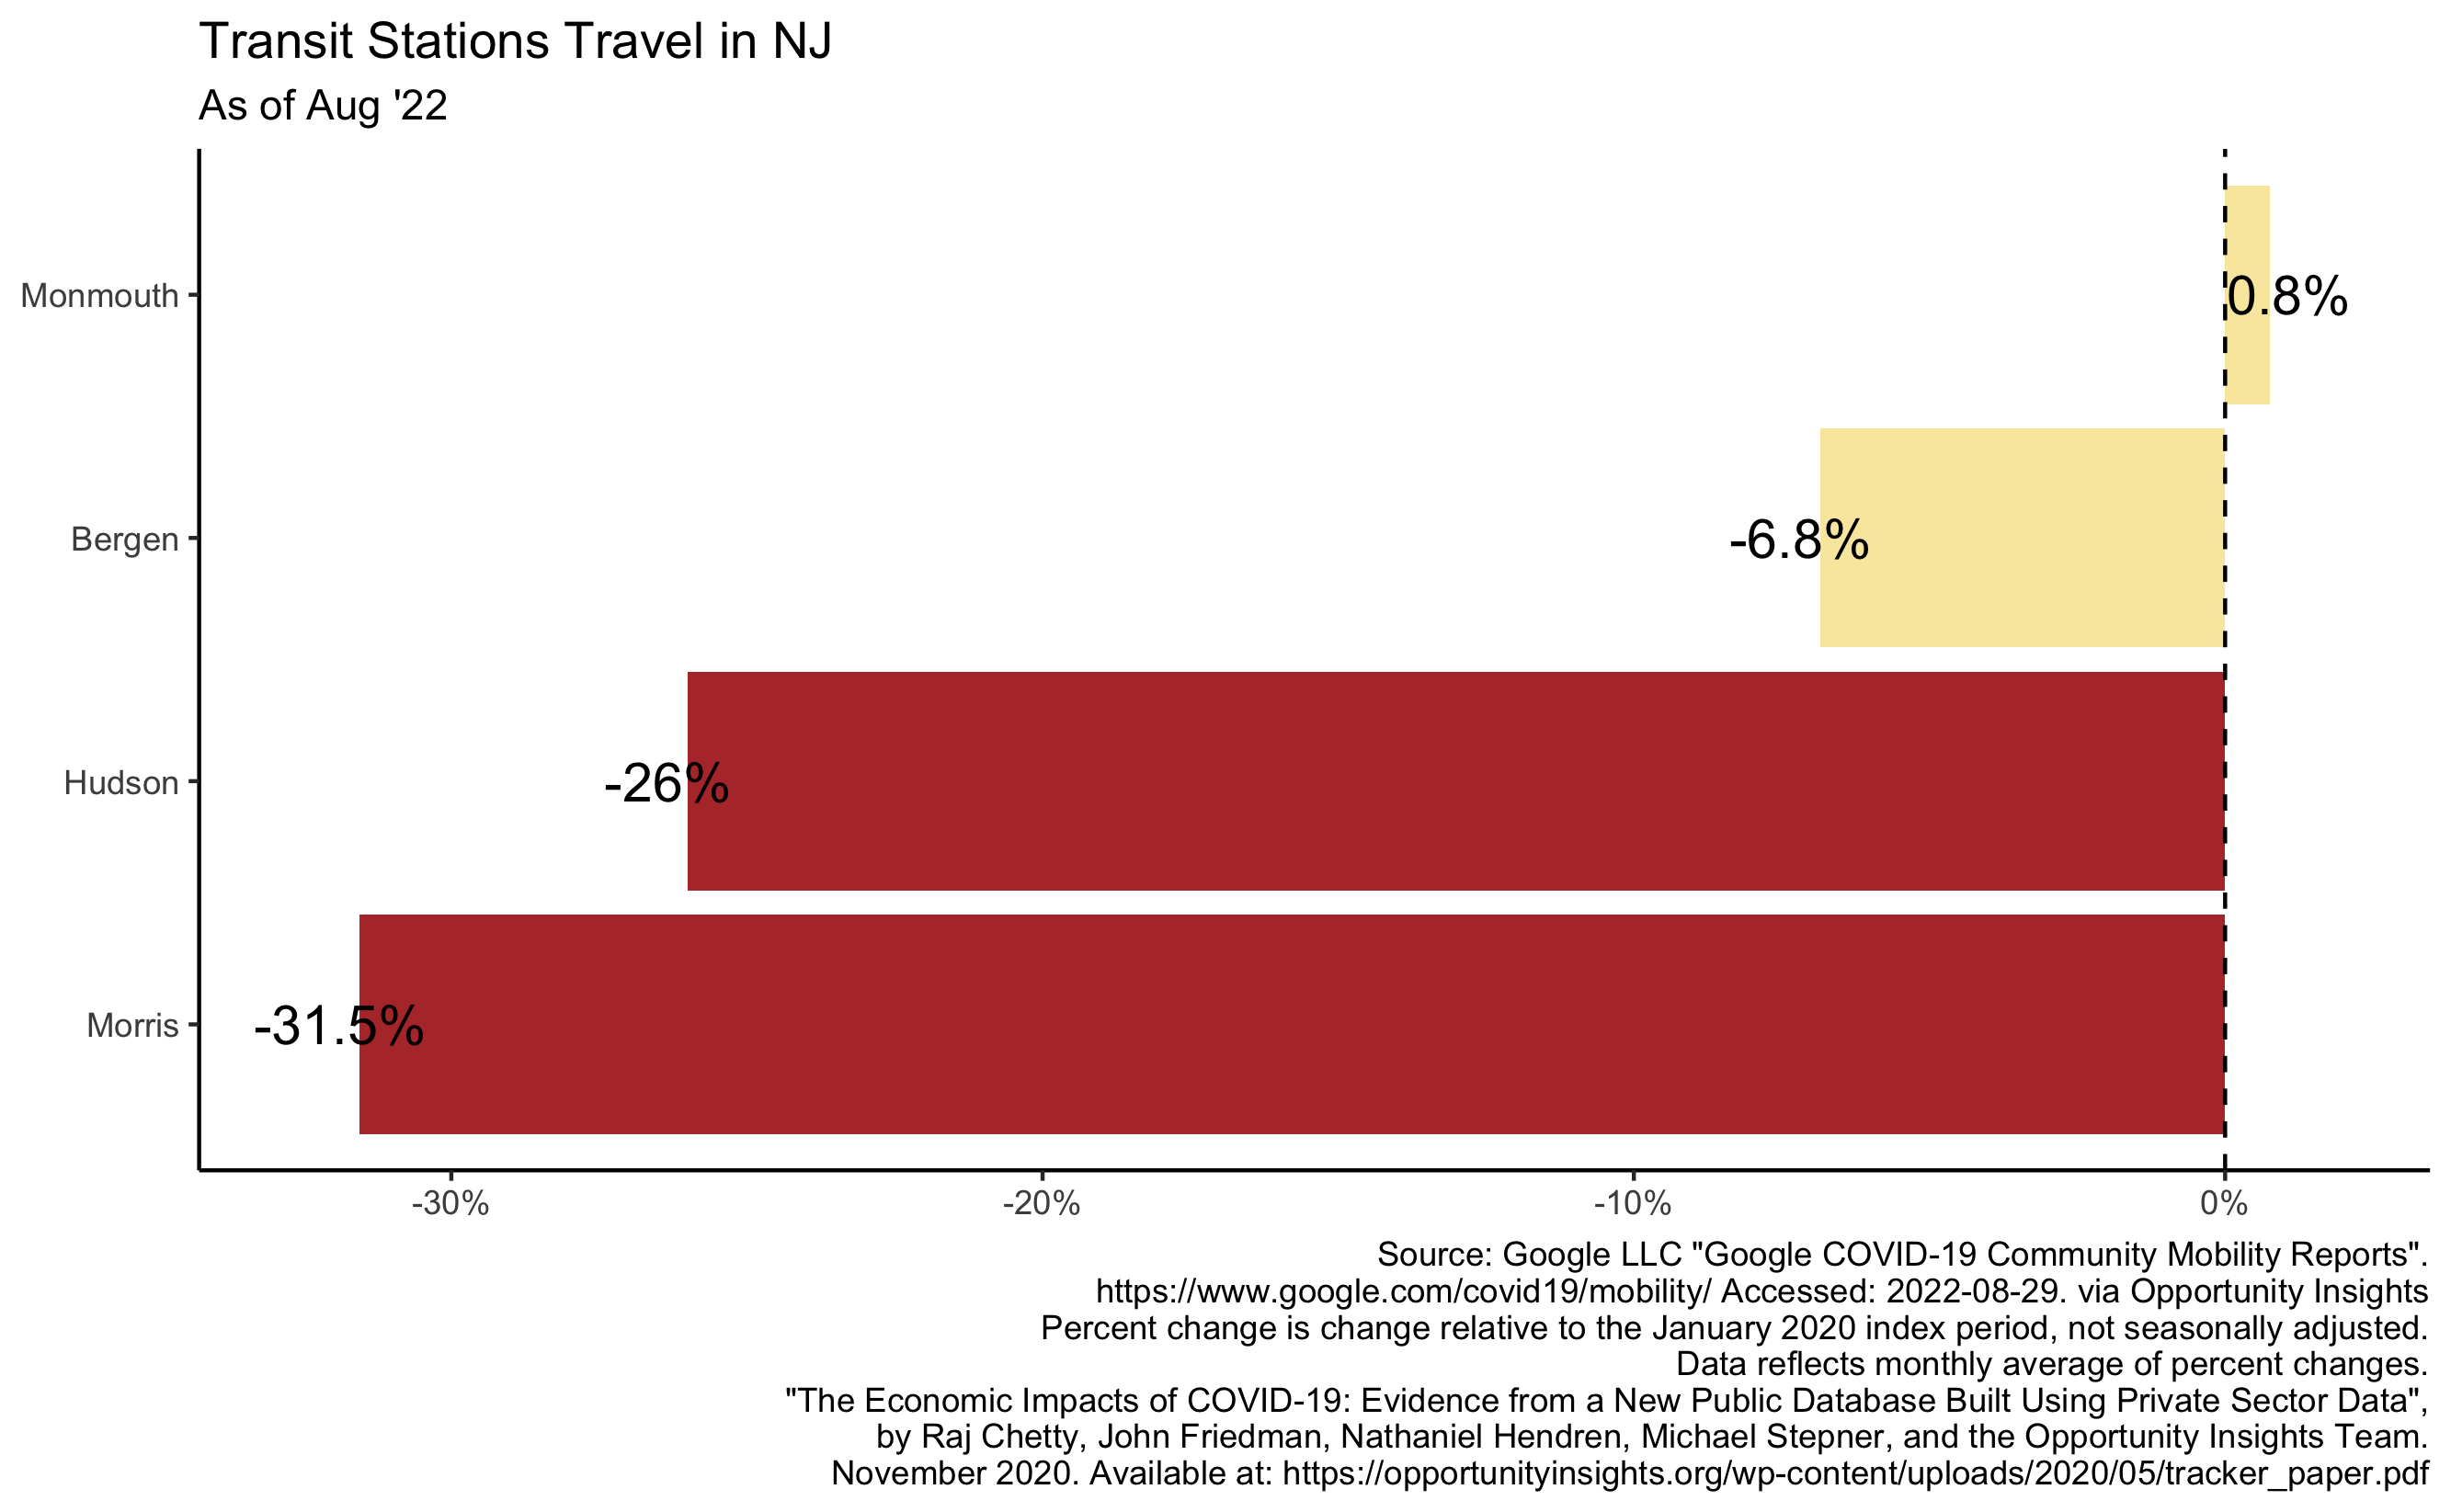 Transit Stations Travel in NJ
As of Aug '22
Monmouth
0.8%
Bergen
-6.8%
Hudson
-26%
Morris
-31.5%
-30%
-20%
-10%
0%
Source: Google LLC "Google COVID-19 Community Mobility Reports".
https://www.google.com/covid19/mobility/ Accessed: 2022-08-29. via Opportunity Insights
Percent change is change relative to the January 2020 index period, not seasonally adjusted.
Data reflects monthly average of percent changes.
"The Economic Impacts of COVID-19: Evidence from a New Public Database Built Using Private Sector Data",
by Raj Chetty, John Friedman, Nathaniel Hendren, Michael Stepner, and the Opportunity Insights Team.
November 2020. Available at: https://opportunityinsights.org/wp-content/uploads/2020/05/tracker_paper.pdf